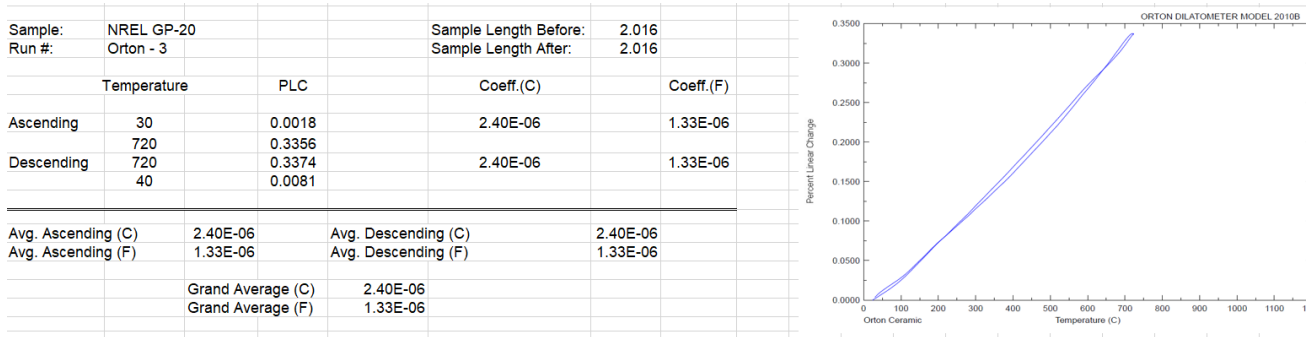 Sample: NREL GP-20 Sample Length Before: 2.016
Run #: Orton - 3 Sample Length After: 2.016
Temperature PLC Coeff.(C) Coeff.(F)
Ascending 30 0.0018 2.40E-06 1.33E-06
720 0.3356
Descending 720 0.3374 2.40E-06 1.33E-06
40 0.0081
Avg. Ascending (C) 2.40E-06 Avg. Descending (C) 2.40E-06
Avg. Ascending (F) 1.33E-06 Avg. Descending (F) 1.33E-06
Grand Average (C) 2.40E-06
Grand Average (F) 1.33E-06
ORTON DILATOMETER MODEL 2010B
0.3500
0.3000
0.2500
0.2000
0.1500
0.1000
0.0500
0.0000
Percent Linear Change
0 100 200 300 400 500 600 700 800 900 1000 1100 1
Orton Ceramic Temperature (C)